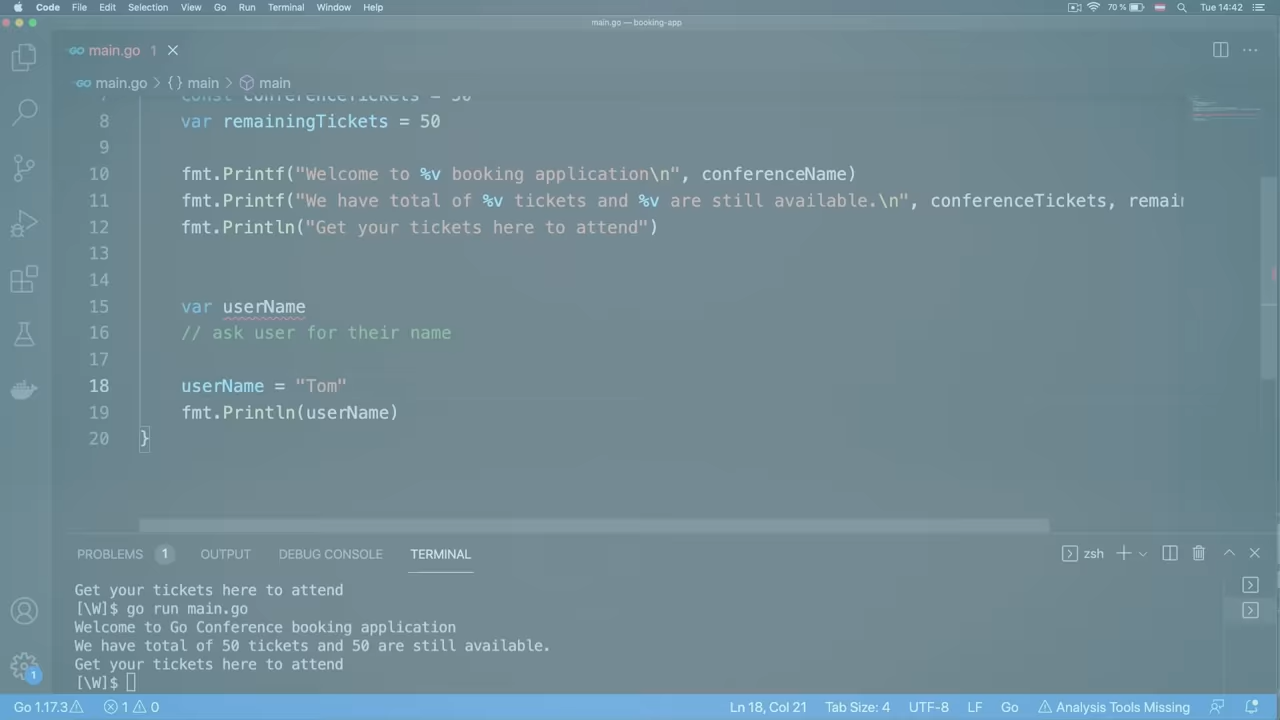 Code File Edit Selection View Go Run Terminal Window Help 70 % Tue 14:42
main.go — booking-app
main.go 1
main.go > {} main > main
7 const conferenceTickets = 50
8 var remainingTickets = 50
9
10 fmt.Printf("Welcome to %v booking application\n", conferenceName)
11 fmt.Printf("We have total of %v tickets and %v are still available.\n", conferenceTickets, remain
12 fmt.Println("Get your tickets here to attend")
13
14
15 var userName
16 // ask user for their name
17
18 userName = "Tom"
19 fmt.Println(userName)
20 }
PROBLEMS 1 OUTPUT DEBUG CONSOLE TERMINAL zsh
Get your tickets here to attend
[\W]$ go run main.go
Welcome to Go Conference booking application
We have total of 50 tickets and 50 are still available.
Get your tickets here to attend
[\W]$
1
Go 1.17.3 1 0 Ln 18, Col 21 Tab Size: 4 UTF-8 LF Go Analysis Tools Missing